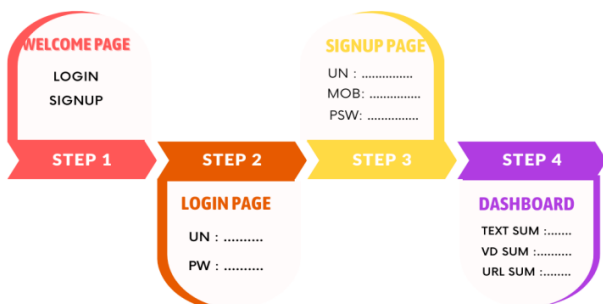 WELCOME PAGE
LOGIN
SIGNUP
STEP 1
STEP 2
LOGIN PAGE
UN : ..........
PW : ..........
SIGNUP PAGE
UN : ...............
MOB: ...............
PSW: ...............
STEP 3
STEP 4
DASHBOARD
TEXT SUM :.......
VD SUM :..........
URL SUM :........